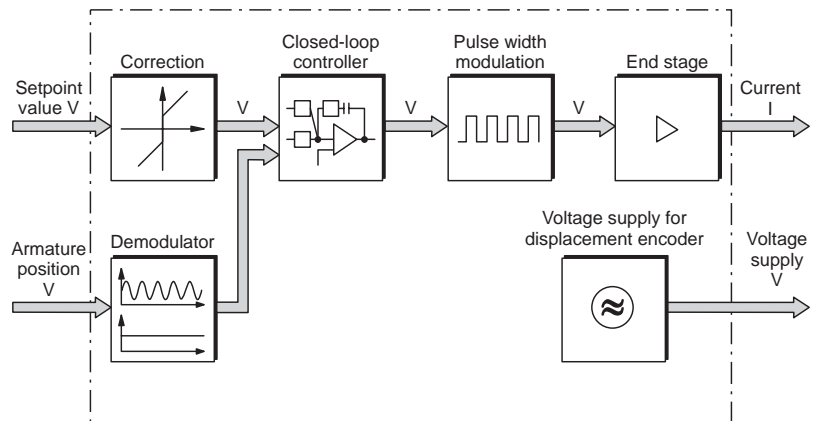 Correction
Closed-loop
controller
Pulse width
modulation
End stage
Setpoint
value V
V
V
V
Current
I
Armature
position
V
Demodulator
Voltage supply for
displacement encoder
Voltage
supply
V